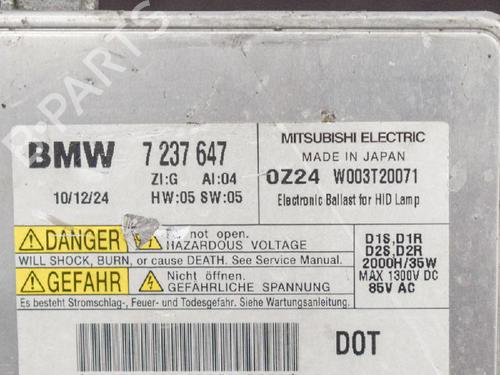 BMW 7 237 647
ZI:G AI:04
10/12/24 HW:05 SW:05
MITSUBISHI ELECTRIC
MADE IN JAPAN
0Z24 W003T20071
Electronic Ballast for HID Lamp
DANGER not open.
HAZARDOUS VOLTAGE
WILL SHOCK, BURN, or cause DEATH. See Service Manual.
GEFAHR Nicht öffnen.
GEFÄHRLICHE SPANNUNG
Es besteht Stromschlag-, Feuer- und Todesgefahr. Siehe Wartungsanleitung.
D1S, D1R
D2S, D2R
2000H/35W
MAX 1300V DC
85V AC
DOT
B-PARTS